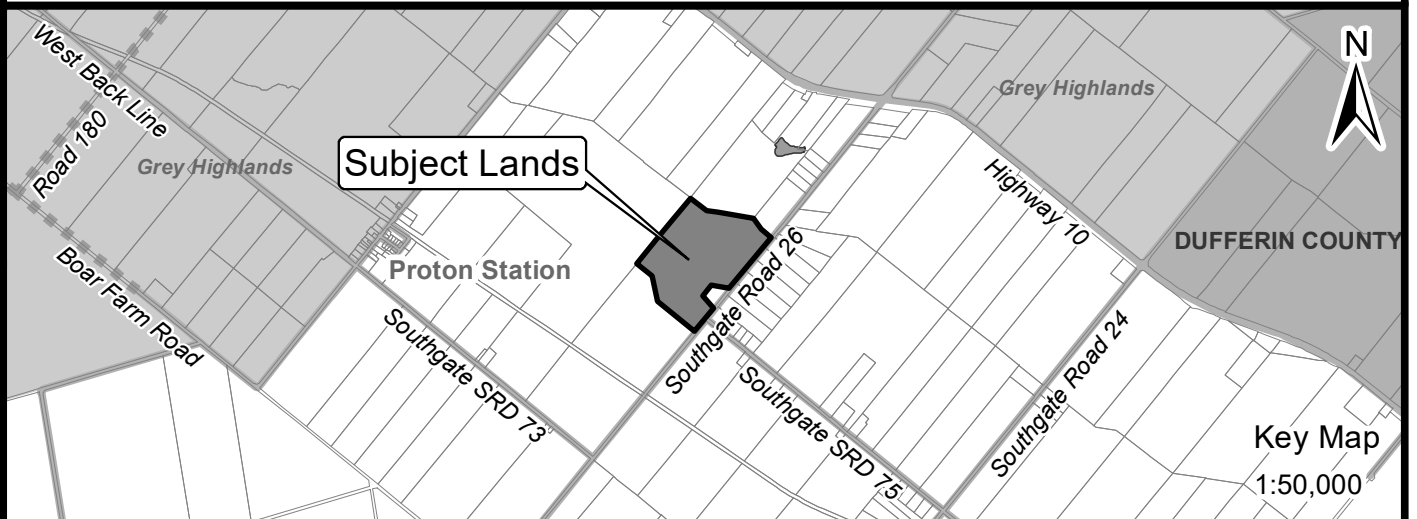 West Back Line
N
Grey Highlands
Road 180
Subject Lands
Grey Highlands
Highway 10
DUFFERIN COUNTY
Proton Station
Boar Farm Road
Southgate Road 26
Southgate SRD 73
Southgate SRD 75
Southgate Road 24
Key Map
1:50,000